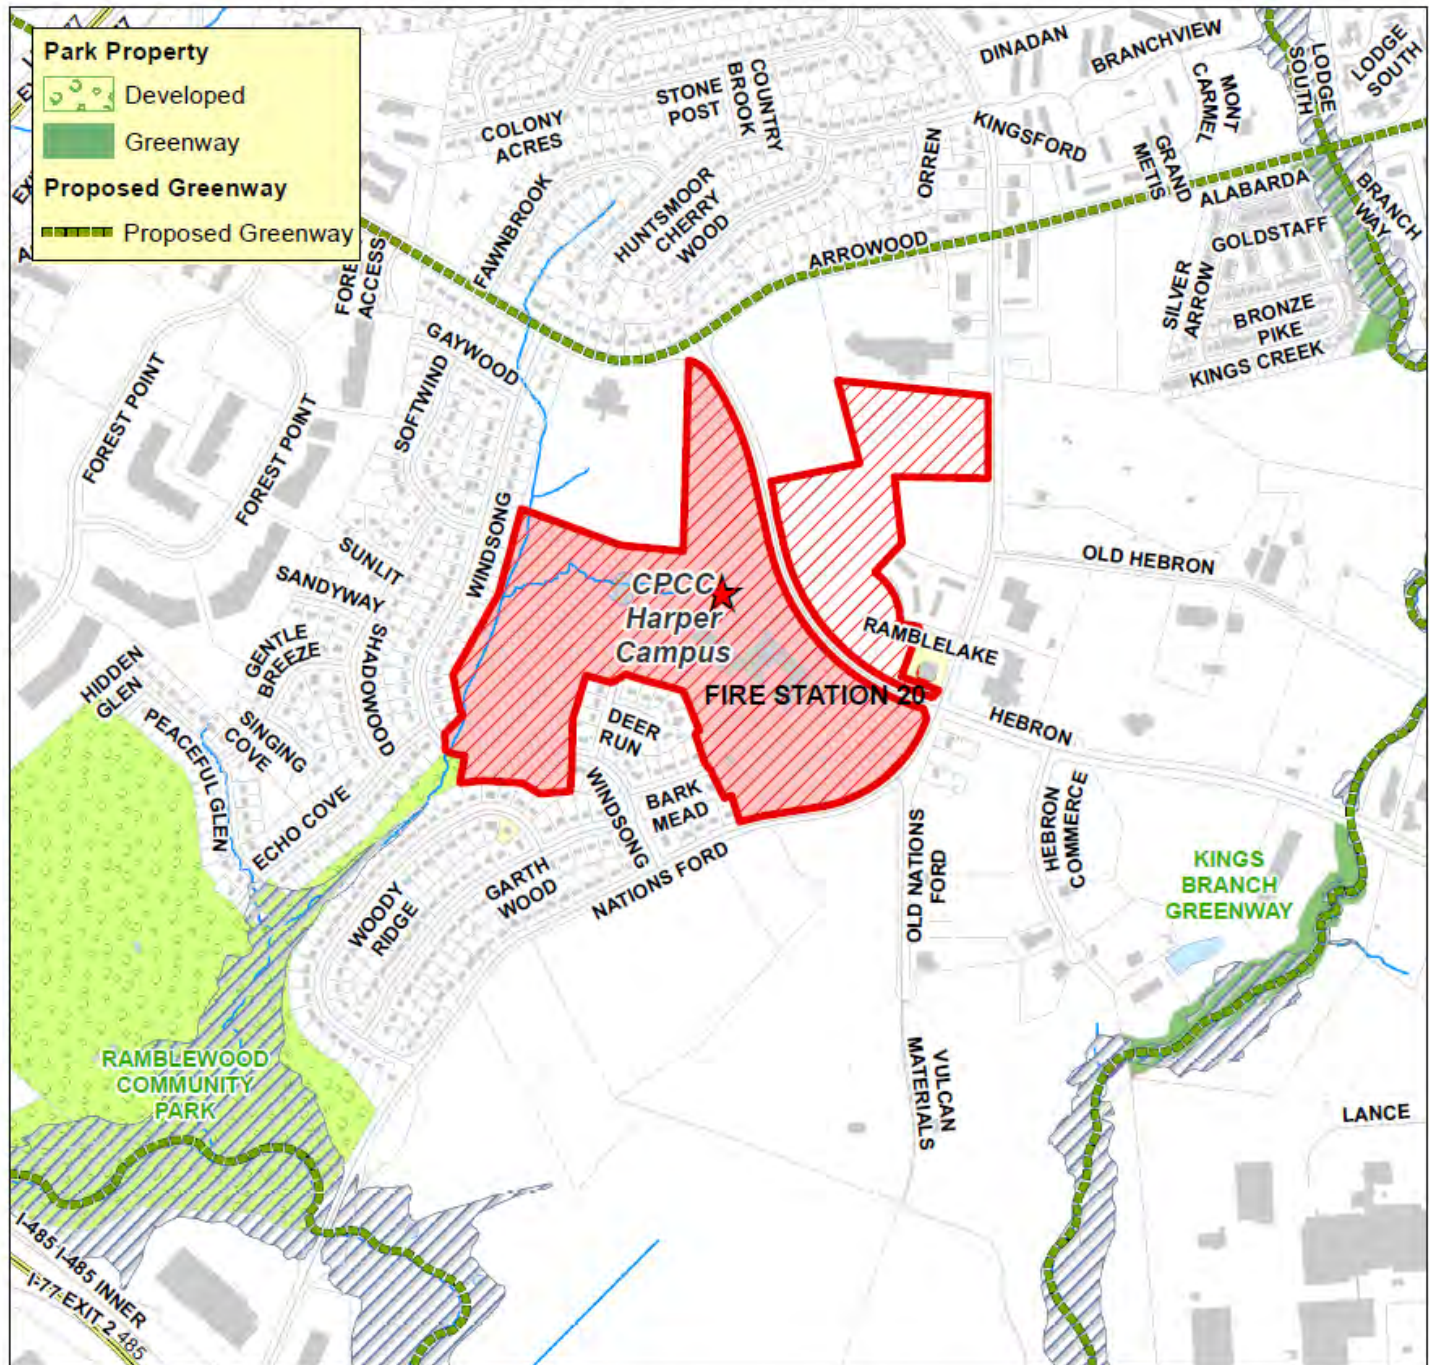 Park Property
Developed
Greenway
Proposed Greenway
Proposed Greenway
DINADAN
BRANCHVIEW
LODGE
SOUTH
LODGE
SOUTH
COLONY
ACRES
STONE
POST
COUNTRY
BROOK
KINGSFORD
MONT
CARMEL
GRAND
METIS
ORREN
ALABARDA
BRANCH
WAY
FAWNBROOK
HUNTSMOOR
CHERRY
WOOD
ARROWOOD
GOLDSTAFF
SILVER
ARROW
BRONZE
PIKE
KINGS CREEK
ACCESS
GAYWOOD
SOFTWIND
FOREST POINT
FOREST POINT
WINDSONG
SUNLIT
SANDYWAY
OLD HEBRON
CPCC
Harper
Campus
RAMBLELAKE
GENTLE
BREEZE
SHADOWOOD
HIDDEN
GLEN
PEACEFUL GLEN
SINGING
COVE
FIRE STATION 20
DEER
RUN
HEBRON
WINDSONG
BARK
MEAD
ECHO COVE
HEBRON
COMMERCE
OLD NATIONS
FORD
GARTH
WOOD
NATIONS FORD
WOODY
RIDGE
KINGS
BRANCH
GREENWAY
RAMBLEWOOD
COMMUNITY
PARK
VULCAN
MATERIALS
LANCE
I-485 I-485 INNER
I-77-EXIT 2 485